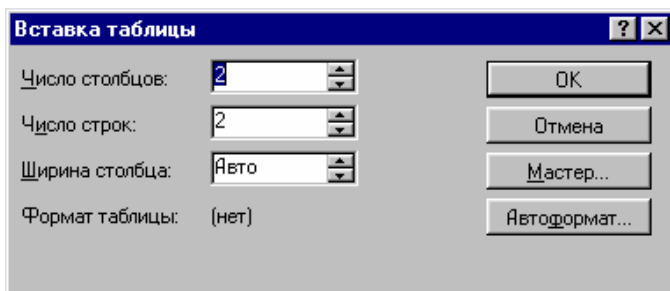 Вставка таблицы ? X
Число столбцов: 2 OK
Число строк: 2 Отмена
Ширина столбца: Авто Мастер...
Формат таблицы: (нет) Автоформат...